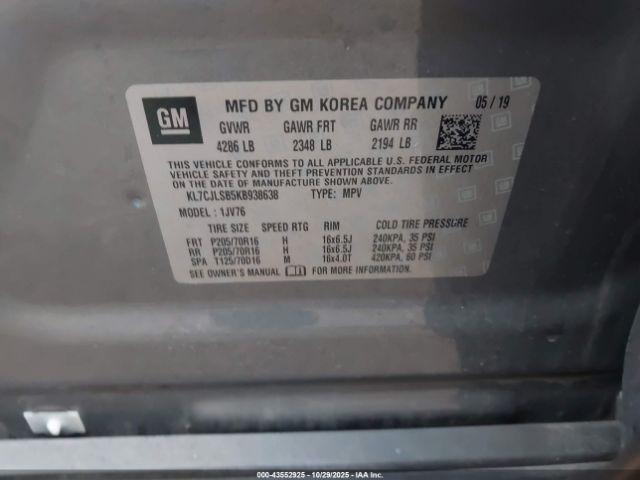 GM
MFD BY GM KOREA COMPANY 05 / 19
GVWR GAWR FRT GAWR RR
4286 LB 2348 LB 2194 LB
THIS VEHICLE CONFORMS TO ALL APPLICABLE U.S. FEDERAL MOTOR
VEHICLE SAFETY AND THEFT PREVENTION STANDARDS IN EFFECT
ON THE DATE OF MANUFACTURE SHOWN ABOVE.
KL7CJLSB5KB938638 TYPE: MPV
MODEL : 1JV76
TIRE SIZE SPEED RTG RIM COLD TIRE PRESSURE
FRT P205/70R16 H 16x6.5J 240KPA, 35 PSI
RR P205/70R16 H 16x6.5J 240KPA, 35 PSI
SPA T125/70D16 M 16x4.0T 420KPA, 60 PSI
SEE OWNER'S MANUAL FOR MORE INFORMATION.
000-43552925 10/29/2025 IAA Inc. (C)